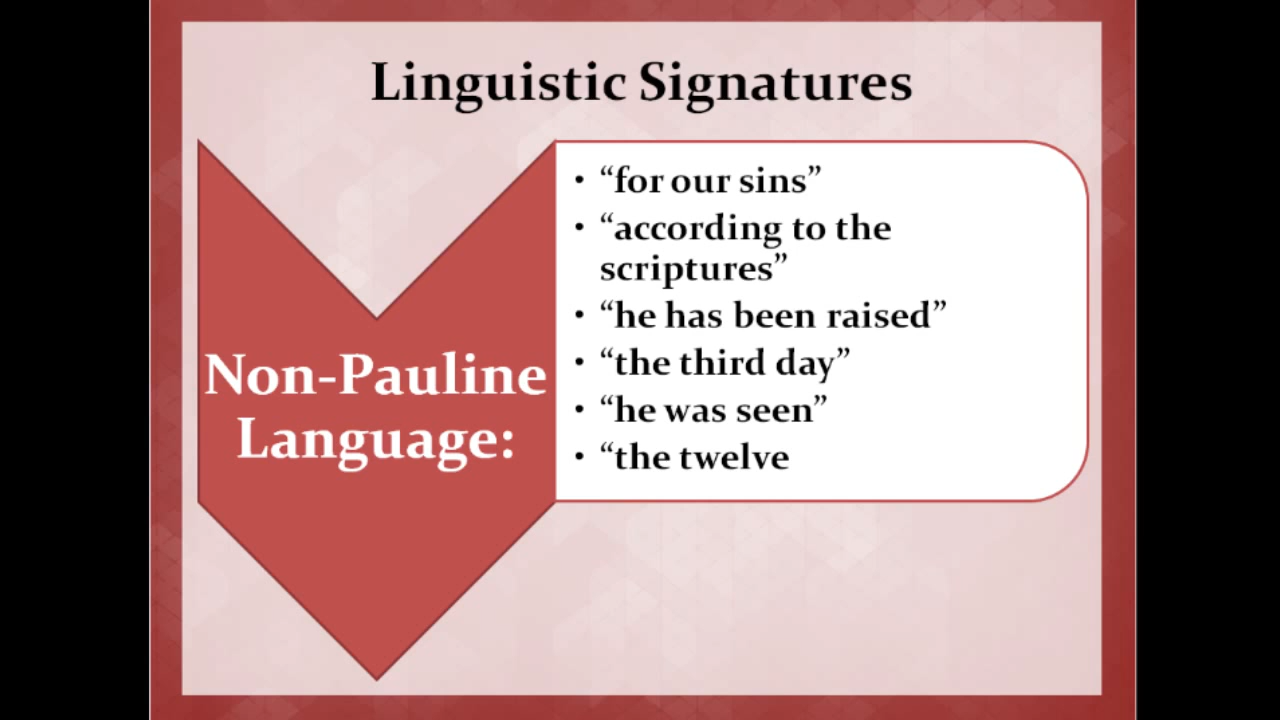 Linguistic Signatures
Non-Pauline
Language:
• “for our sins”
• “according to the
scriptures”
• “he has been raised”
• “the third day”
• “he was seen”
• “the twelve